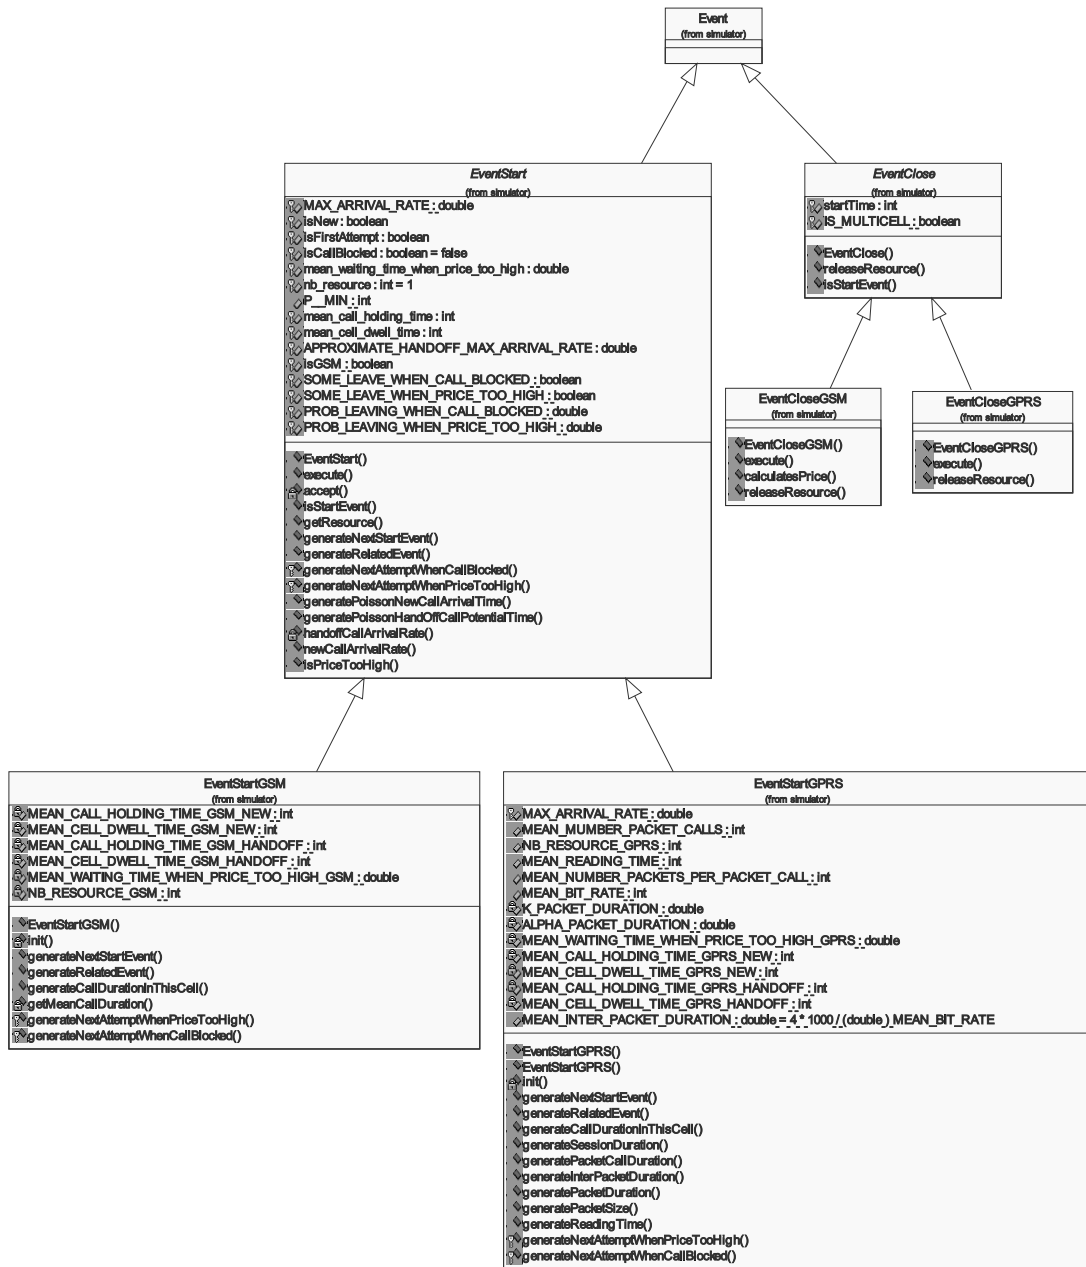 Event
(from simulator)
EventStart
(from simulator)
MAX_ARRIVAL_RATE : double
isNew : boolean
isFirstAttempt : boolean
isCallBlocked : boolean = false
mean_waiting_time_when_price_too_high : double
nb_resource : int = 1
P__MIN : int
mean_call_holding_time : int
mean_cell_dwell_time : int
APPROXIMATE_HANDOFF_MAX_ARRIVAL_RATE : double
isGSM : boolean
SOME_LEAVE_WHEN_CALL_BLOCKED : boolean
SOME_LEAVE_WHEN_PRICE_TOO_HIGH : boolean
PROB_LEAVING_WHEN_CALL_BLOCKED : double
PROB_LEAVING_WHEN_PRICE_TOO_HIGH : double
EventStart()
execute()
accept()
isStartEvent()
getResource()
generateNextStartEvent()
generateRelatedEvent()
generateNextAttemptWhenCallBlocked()
generateNextAttemptWhenPriceTooHigh()
generatePoissonNewCallArrivalTime()
generatePoissonHandOffCallPotentialTime()
handoffCallArrivalRate()
newCallArrivalRate()
isPriceTooHigh()
EventClose
(from simulator)
startTime : int
IS_MULTICELL : boolean
EventClose()
releaseResource()
isStartEvent()
EventCloseGSM
(from simulator)
EventCloseGSM()
execute()
calculatesPrice()
releaseResource()
EventCloseGPRS
(from simulator)
EventCloseGPRS()
execute()
releaseResource()
EventStartGSM
(from simulator)
MEAN_CALL_HOLDING_TIME_GSM_NEW : int
MEAN_CELL_DWELL_TIME_GSM_NEW : int
MEAN_CALL_HOLDING_TIME_GSM_HANDOFF : int
MEAN_CELL_DWELL_TIME_GSM_HANDOFF : int
MEAN_WAITING_TIME_WHEN_PRICE_TOO_HIGH_GSM : double
NB_RESOURCE_GSM : int
EventStartGSM()
init()
generateNextStartEvent()
generateRelatedEvent()
generateCallDurationInThisCell()
getMeanCallDuration()
generateNextAttemptWhenPriceTooHigh()
generateNextAttemptWhenCallBlocked()
EventStartGPRS
(from simulator)
MAX_ARRIVAL_RATE : double
MEAN_MUMBER_PACKET_CALLS : int
NB_RESOURCE_GPRS : int
MEAN_READING_TIME : int
MEAN_NUMBER_PACKETS_PER_PACKET_CALL : int
MEAN_BIT_RATE : int
K_PACKET_DURATION : double
ALPHA_PACKET_DURATION : double
MEAN_WAITING_TIME_WHEN_PRICE_TOO_HIGH_GPRS : double
MEAN_CALL_HOLDING_TIME_GPRS_NEW : int
MEAN_CELL_DWELL_TIME_GPRS_NEW : int
MEAN_CALL_HOLDING_TIME_GPRS_HANDOFF : int
MEAN_CELL_DWELL_TIME_GPRS_HANDOFF : int
MEAN_INTER_PACKET_DURATION : double = 4 * 1000 / (double ) MEAN_BIT_RATE
EventStartGPRS()
EventStartGPRS()
init()
generateNextStartEvent()
generateRelatedEvent()
generateCallDurationInThisCell()
generateSessionDuration()
generatePacketCallDuration()
generateInterPacketDuration()
generatePacketDuration()
generatePacketSize()
generateReadingTime()
generateNextAttemptWhenPriceTooHigh()
generateNextAttemptWhenCallBlocked()